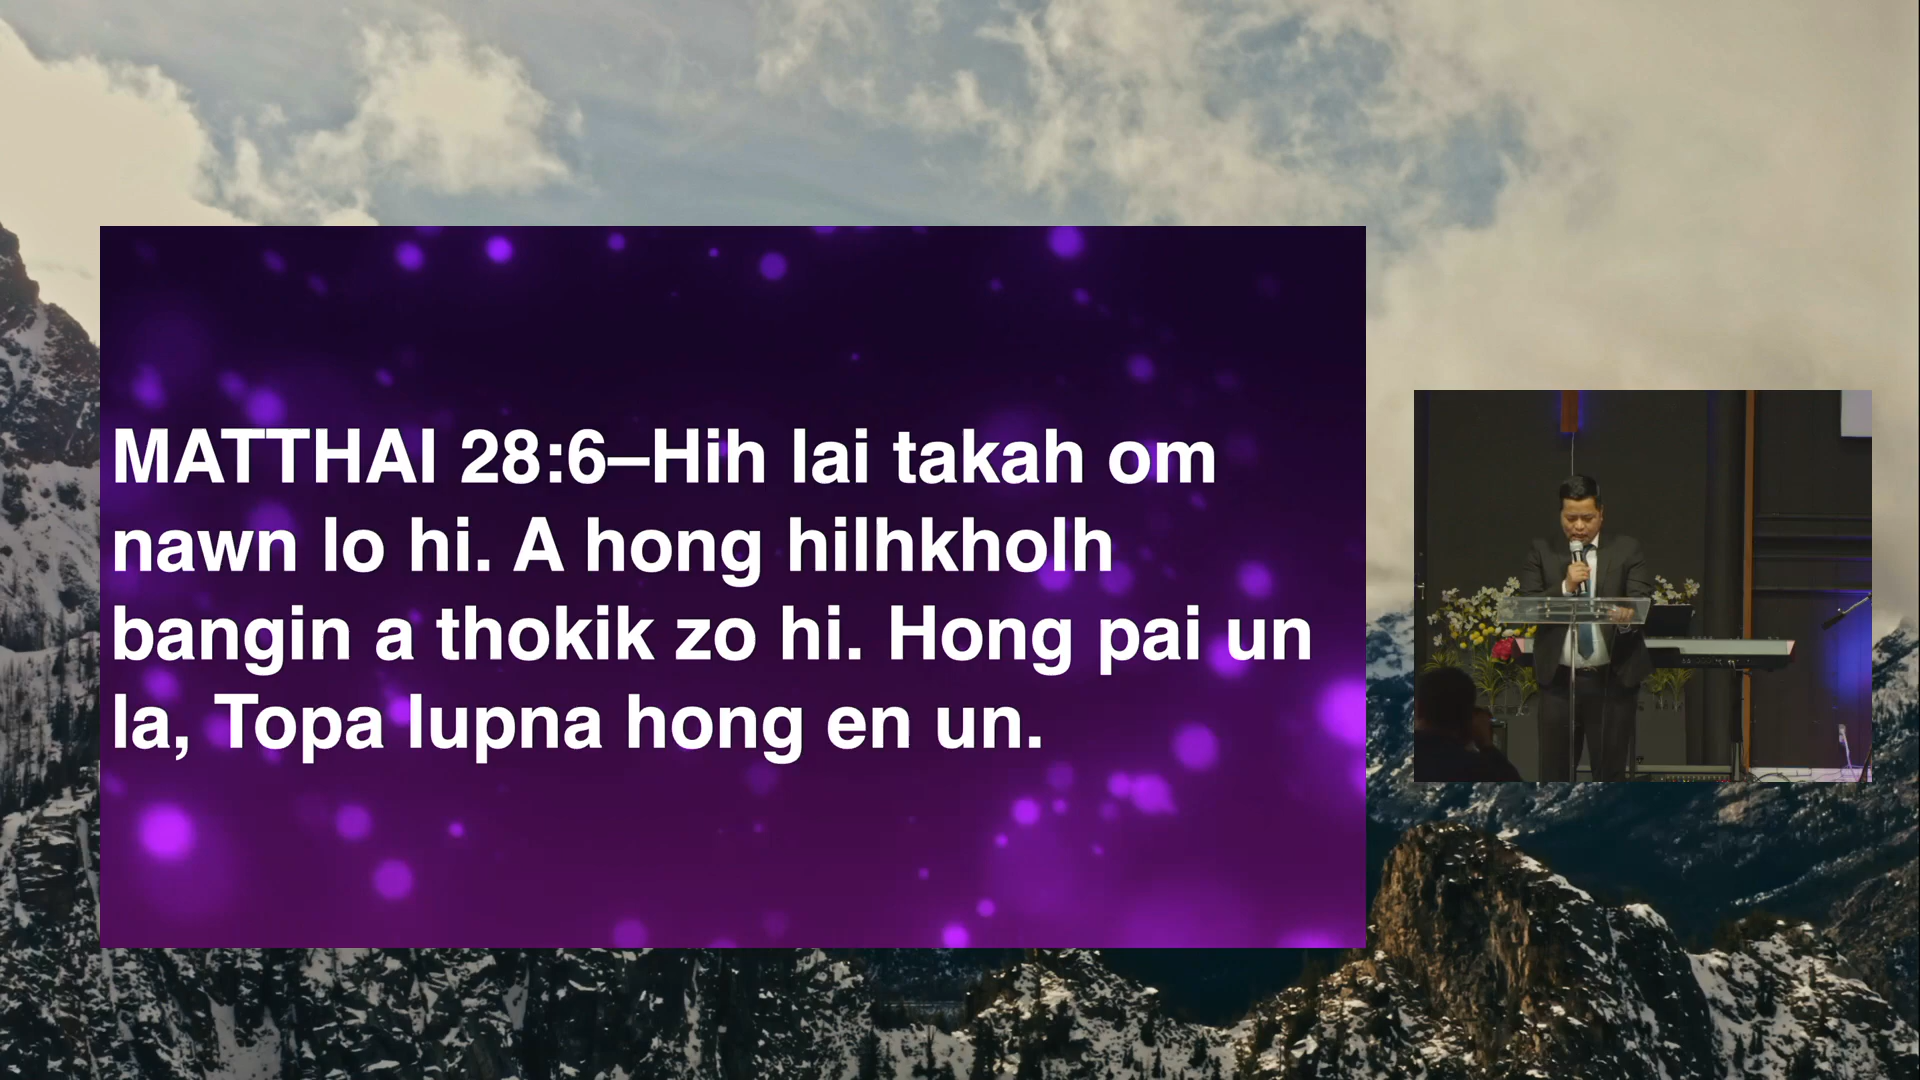 MATTHAI 28:6–Hih lai takah om
nawn lo hi. A hong hilhkholh
bangin a thokik zo hi. Hong pai un
la, Topa lupna hong en un.